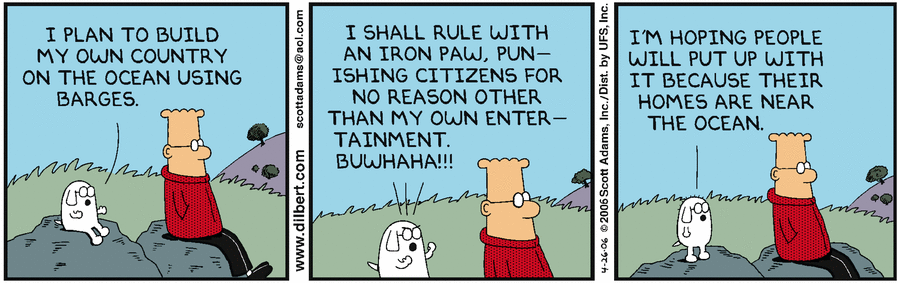 I PLAN TO BUILD
MY OWN COUNTRY
ON THE OCEAN USING
BARGES.
www.dilbert.com scottadams@aol.com
I SHALL RULE WITH
AN IRON PAW, PUN-
ISHING CITIZENS FOR
NO REASON OTHER
THAN MY OWN ENTER-
TAINMENT.
BUWHAHA!!!
4-26-06 © 2006 Scott Adams, Inc./Dist. by UFS, Inc.
I'M HOPING PEOPLE
WILL PUT UP WITH
IT BECAUSE THEIR
HOMES ARE NEAR
THE OCEAN.